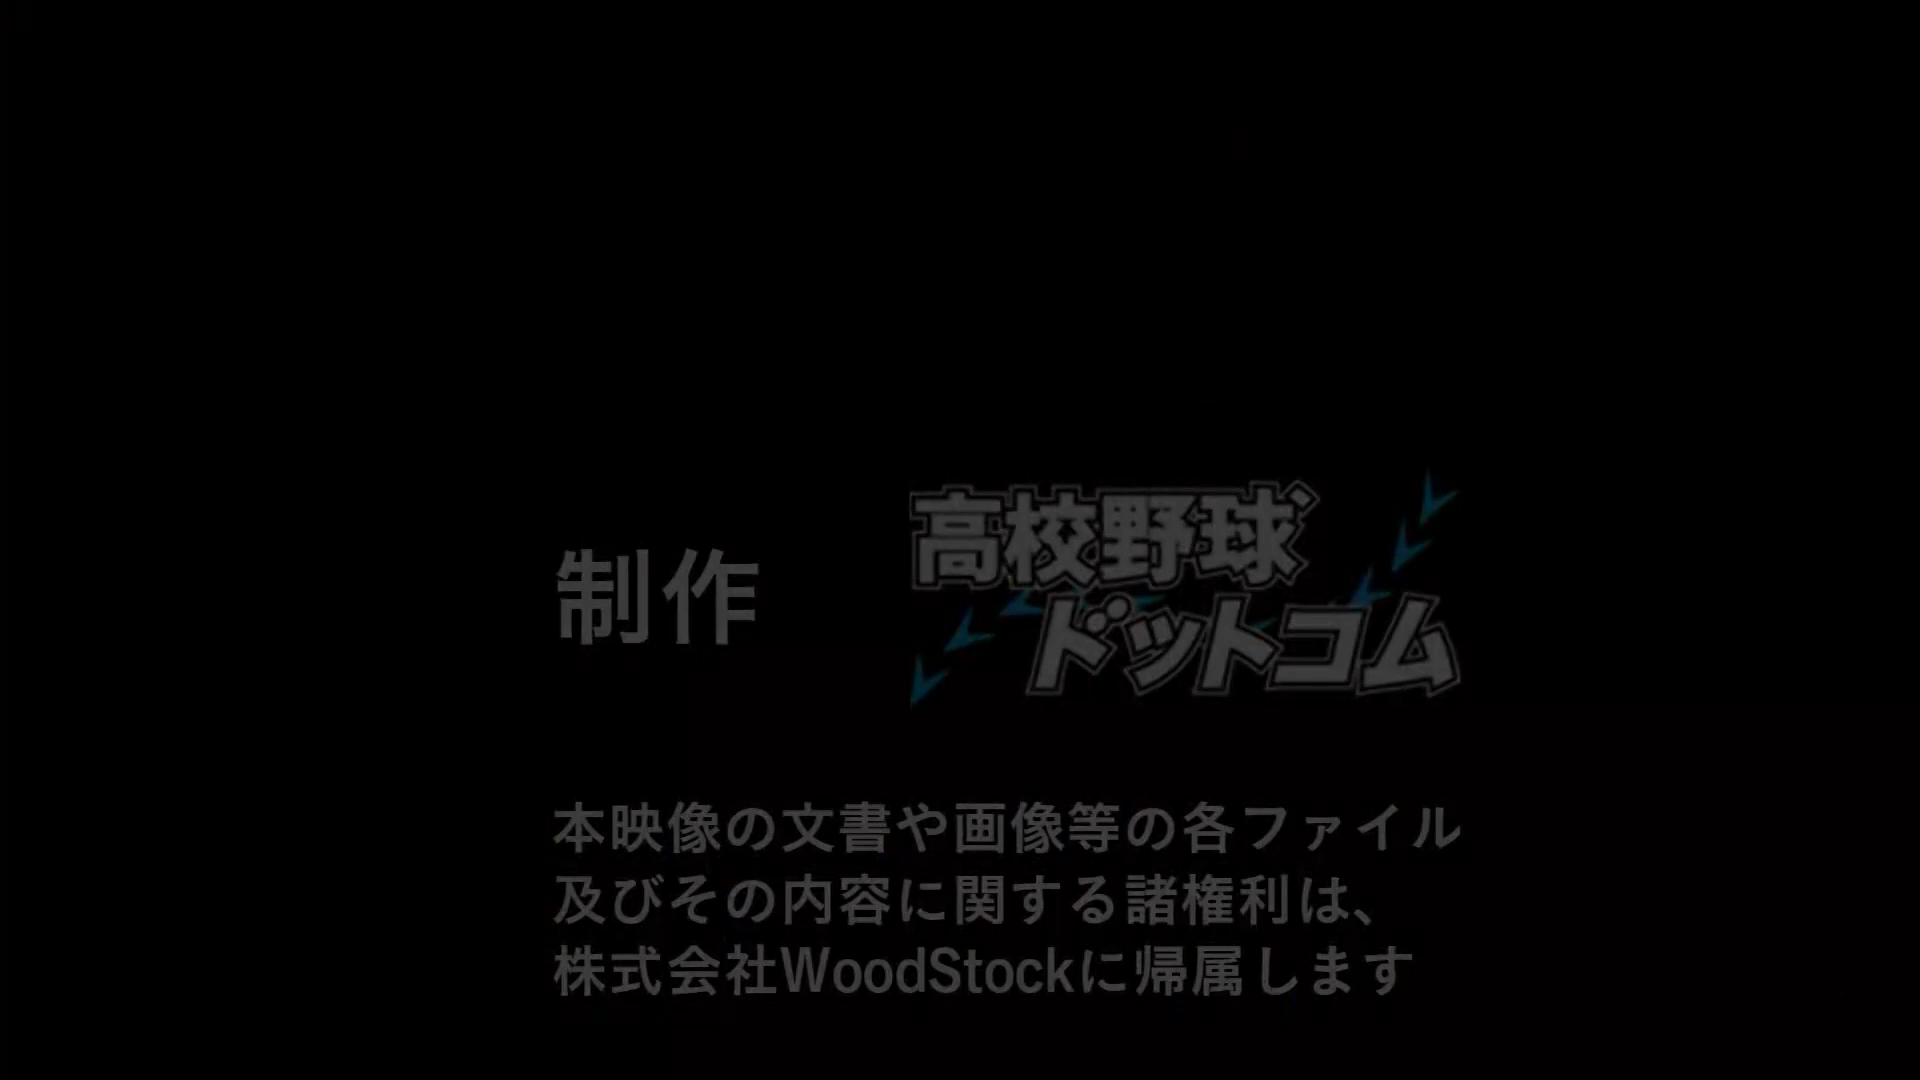 制作
高校野球
ドットコム
本映像の文書や画像等の各ファイル
及びその内容に関する諸権利は、
株式会社WoodStockに帰属します